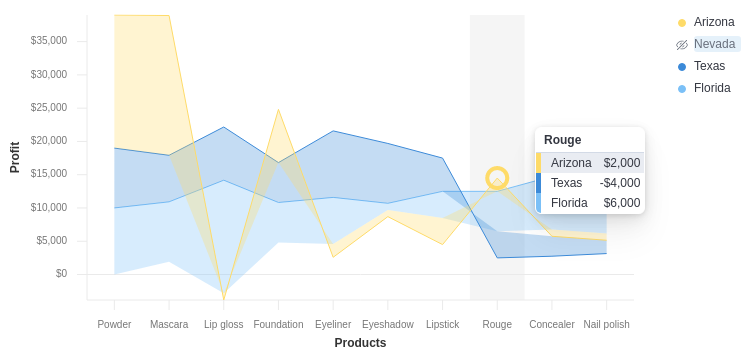 Arizona
Nevada
Texas
Florida
$35,000
$30,000
$25,000
$20,000
$15,000
$10,000
$5,000
$0
Profit
Rouge
Arizona $2,000
Texas -$4,000
Florida $6,000
Powder Mascara Lip gloss Foundation Eyeliner Eyeshadow Lipstick Rouge Concealer Nail polish
Products